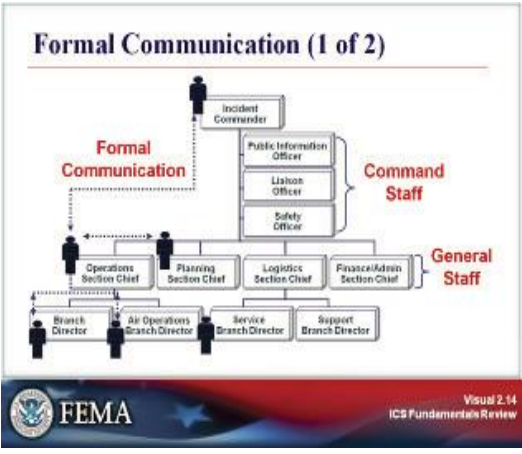 Formal Communication (1 of 2)
Incident
Commander
Formal
Communication
Public Information
Officer
Liaison
Officer
Safety
Officer
Command
Staff
Operations
Section Chief
Planning
Section Chief
Logistics
Section Chief
Finance/Admin
Section Chief
General
Staff
Branch
Director
Air Operations
Branch Director
Service
Branch Director
Support
Branch Director
FEMA
Visual 2.14
ICS Fundamentals Review